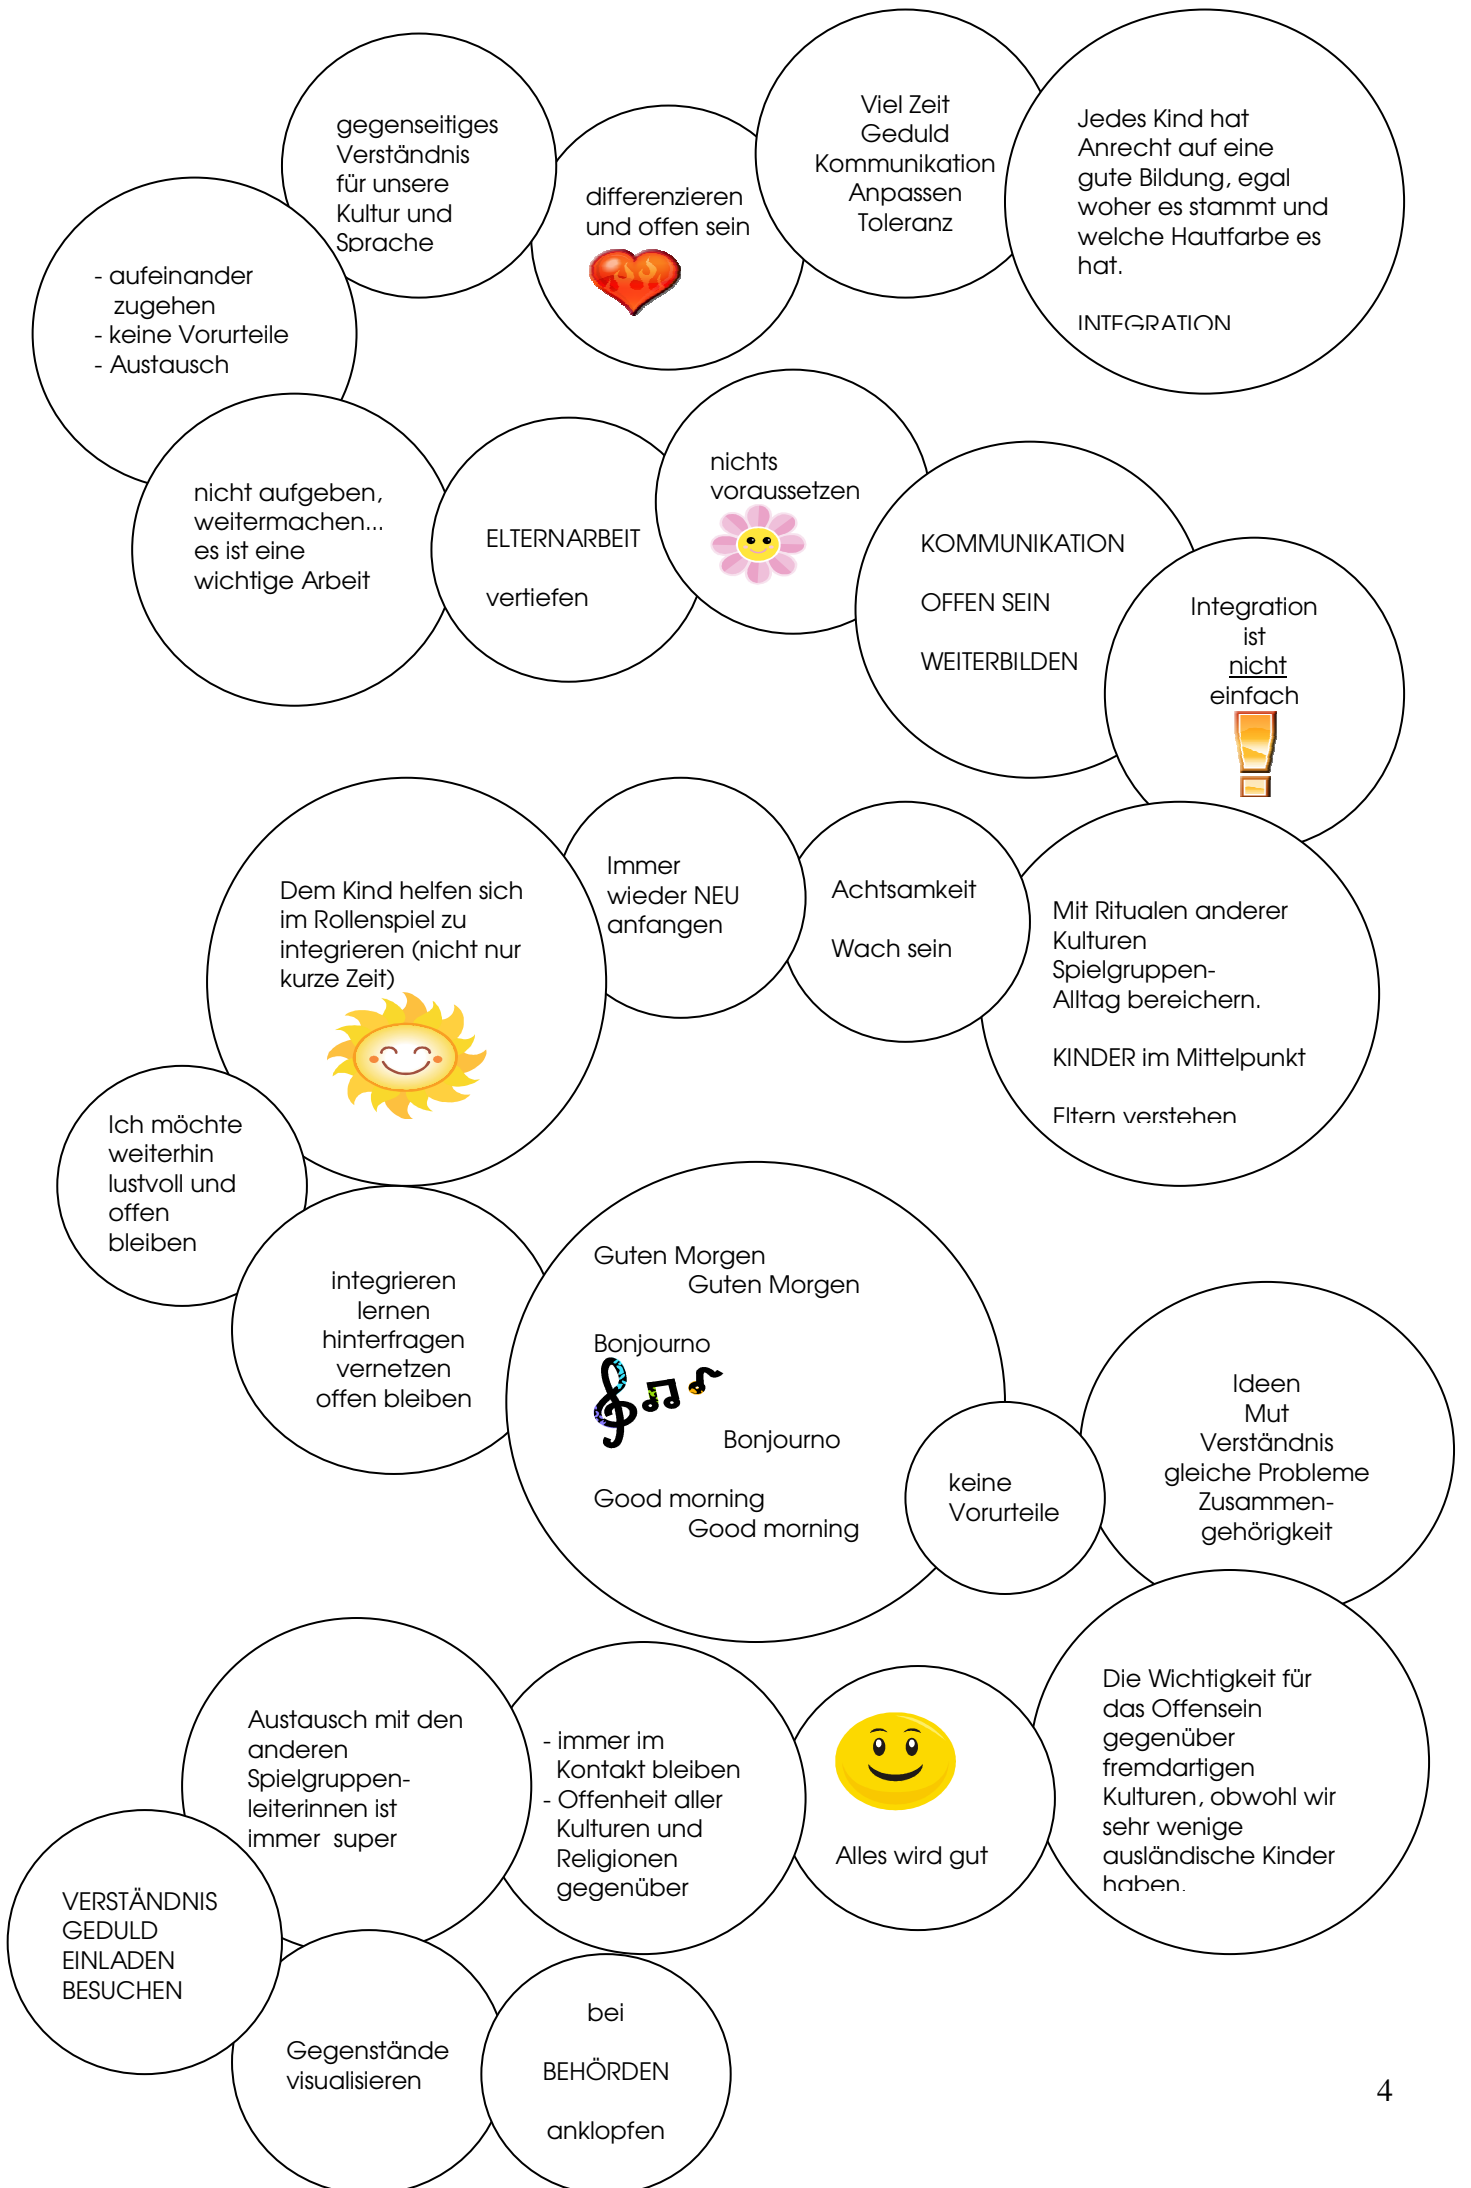 gegenseitiges
Verständnis
für unsere
Kultur und
Sprache
differenzieren
und offen sein
Viel Zeit
Geduld
Kommunikation
Anpassen
Toleranz
Jedes Kind hat
Anrecht auf eine
gute Bildung, egal
woher es stammt und
welche Hautfarbe es
hat.
INTEGRATION
- aufeinander
zugehen
- keine Vorurteile
- Austausch
nicht aufgeben,
weitermachen...
es ist eine
wichtige Arbeit
ELTERNARBEIT
vertiefen
nichts
voraussetzen
KOMMUNIKATION
OFFEN SEIN
WEITERBILDEN
Integration
ist
nicht
einfach
Dem Kind helfen sich
im Rollenspiel zu
integrieren (nicht nur
kurze Zeit)
Immer
wieder NEU
anfangen
Achtsamkeit
Wach sein
Mit Ritualen anderer
Kulturen
Spielgruppen-
Alltag bereichern.
KINDER im Mittelpunkt
Eltern verstehen
Ich möchte
weiterhin
lustvoll und
offen
bleiben
integrieren
lernen
hinterfragen
vernetzen
offen bleiben
Guten Morgen
Guten Morgen
Bonjourno
Bonjourno
Good morning
Good morning
keine
Vorurteile
Ideen
Mut
Verständnis
gleiche Probleme
Zusammen-
gehörigkeit
Austausch mit den
anderen
Spielgruppen-
leiterinnen ist
immer super
- immer im
Kontakt bleiben
- Offenheit aller
Kulturen und
Religionen
gegenüber
Alles wird gut
Die Wichtigkeit für
das Offensein
gegenüber
fremdartigen
Kulturen, obwohl wir
sehr wenige
ausländische Kinder
haben.
VERSTÄNDNIS
GEDULD
EINLADEN
BESUCHEN
Gegenstände
visualisieren
bei
BEHÖRDEN
anklopfen
4